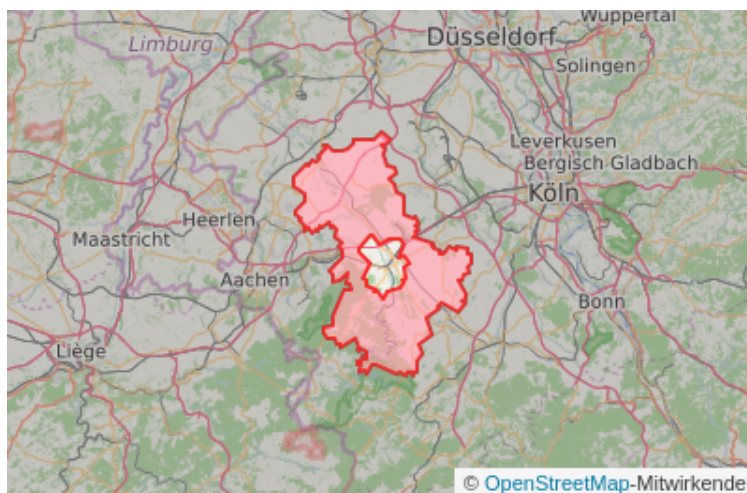 Wuppertal
Limburg
Düsseldorf
Solingen
Leverkusen
Bergisch Gladbach
Köln
Heerlen
Maastricht
Aachen
Bonn
Liège
© OpenStreetMap-Mitwirkende